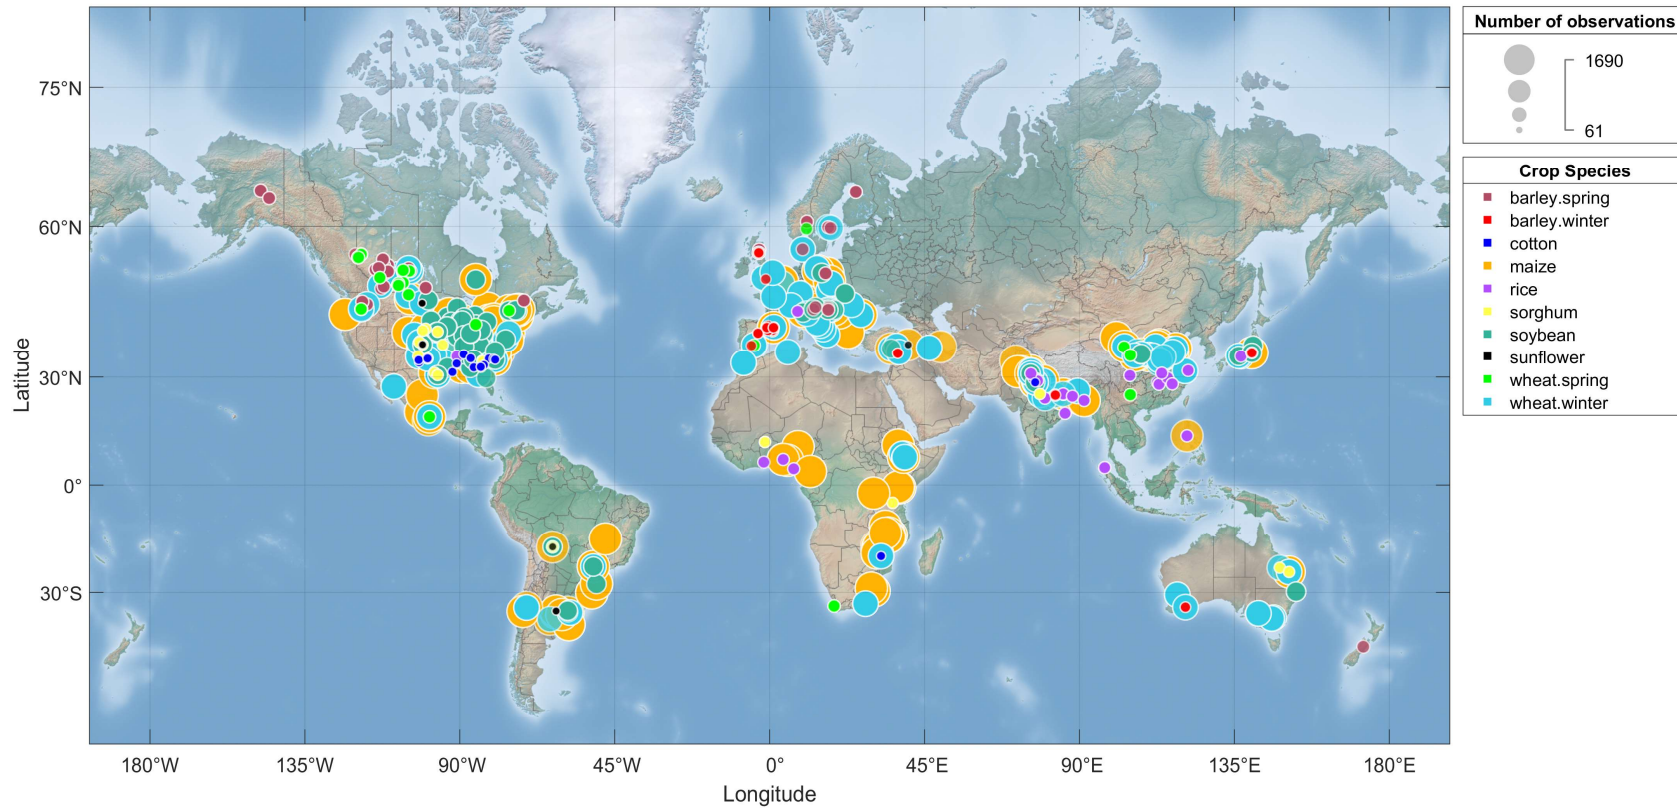 Number of observations
1690
61
Crop Species
barley.spring
barley.winter
cotton
maize
rice
sorghum
soybean
sunflower
wheat.spring
wheat.winter
75°N
60°N
30°N
0°
30°S
Latitude
180°W
135°W
90°W
45°W
0°
45°E
90°E
135°E
180°E
Longitude